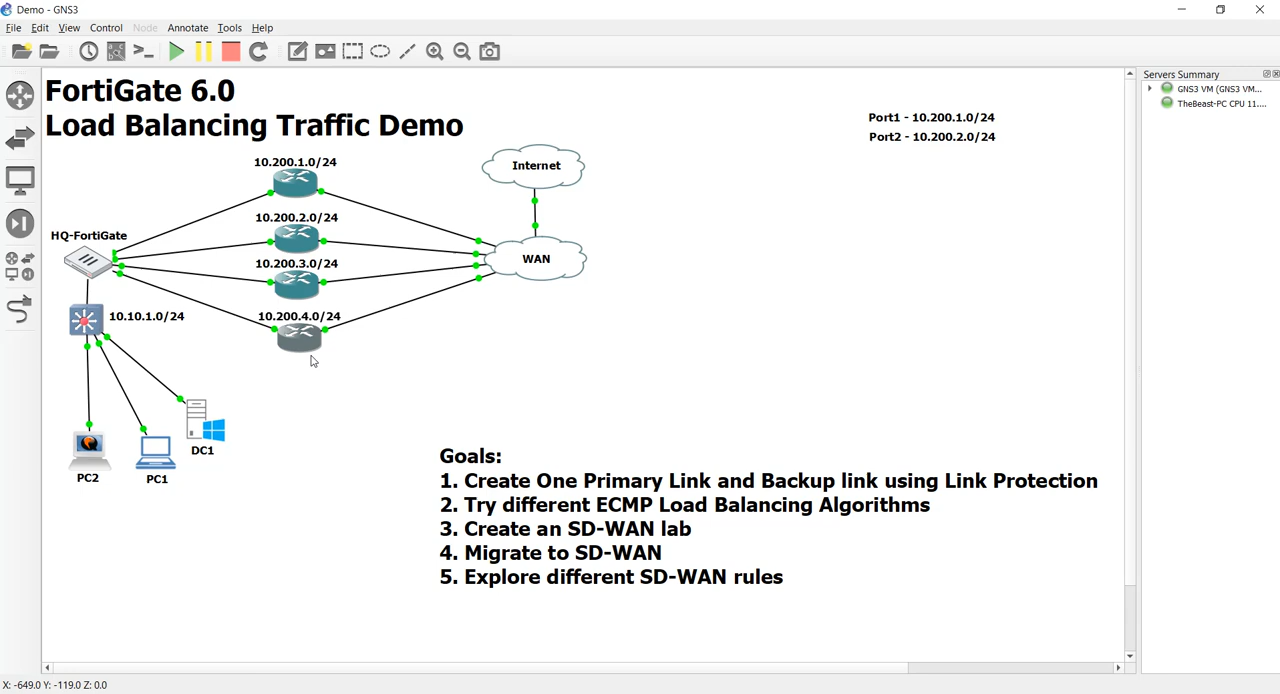 Demo - GNS3
File Edit View Control Node Annotate Tools Help
FortiGate 6.0
Load Balancing Traffic Demo
Port1 - 10.200.1.0/24
Port2 - 10.200.2.0/24
10.200.1.0/24
Internet
10.200.2.0/24
HQ-FortiGate
WAN
10.200.3.0/24
10.10.1.0/24
10.200.4.0/24
DC1
PC2
PC1
Goals:
1. Create One Primary Link and Backup link using Link Protection
2. Try different ECMP Load Balancing Algorithms
3. Create an SD-WAN lab
4. Migrate to SD-WAN
5. Explore different SD-WAN rules
Servers Summary
GNS3 VM (GNS3 VM...
TheBeast-PC CPU 11....
X: -649.0 Y: -119.0 Z: 0.0